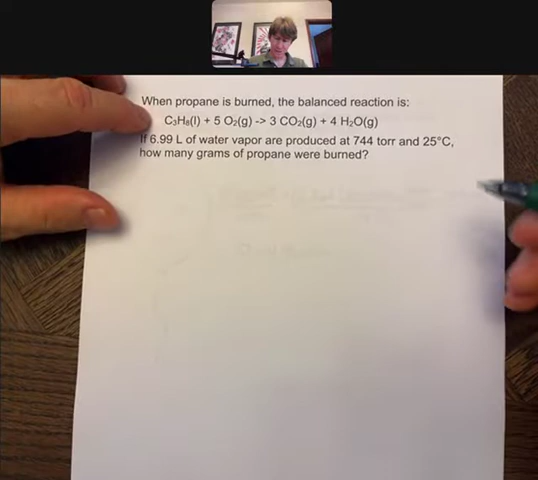 When propane is burned, the balanced reaction is:
C₃H₈(l) + 5 O₂(g) -> 3 CO₂(g) + 4 H₂O(g)
If 6.99 L of water vapor are produced at 744 torr and 25°C,
how many grams of propane were burned?